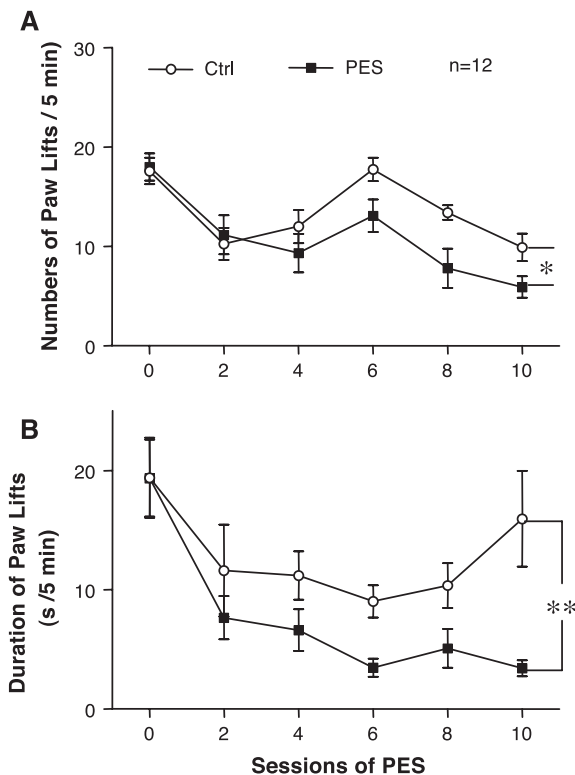 A
Numbers of Paw Lifts / 5 min
30
20
10
0
Ctrl
PES
n=12
*
0 2 4 6 8 10
B
Duration of Paw Lifts
(s /5 min)
20
10
0
**
0 2 4 6 8 10
Sessions of PES